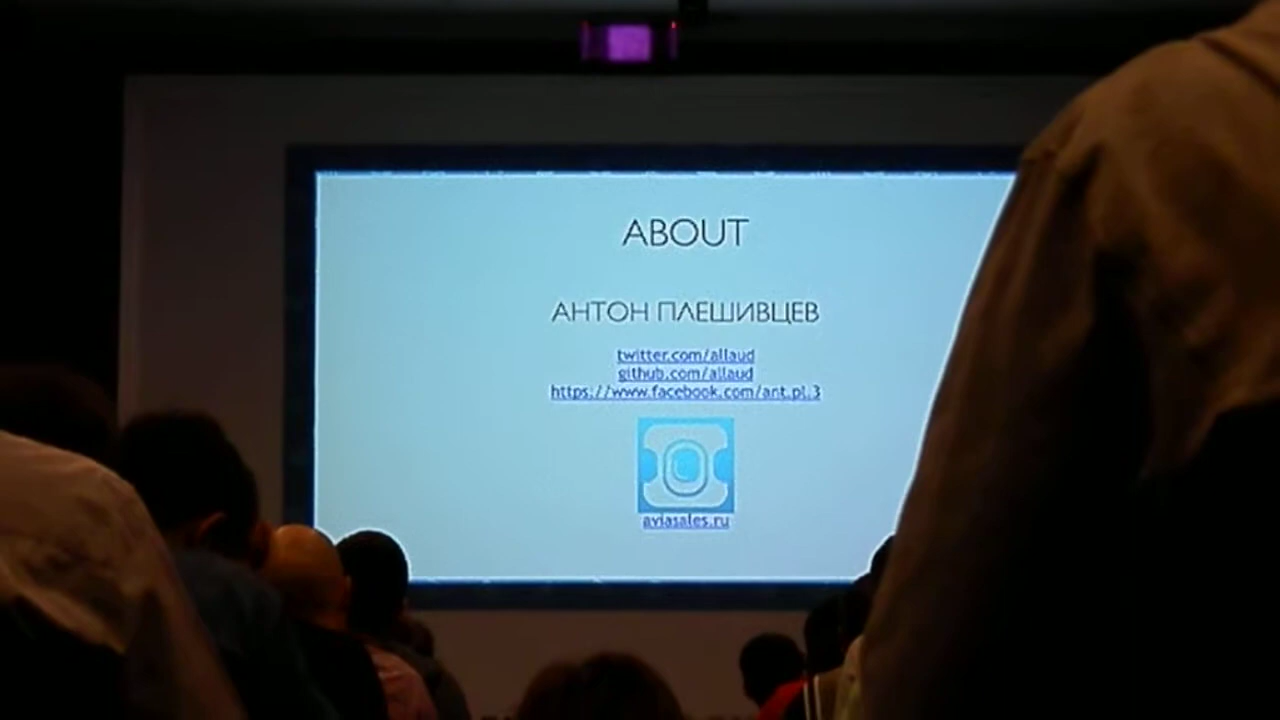 ABOUT
АНТОН ПЛЕШИВЦЕВ
twitter.com/allaud
github.com/allaud
https://www.facebook.com/ant.pl.3
aviasales.ru